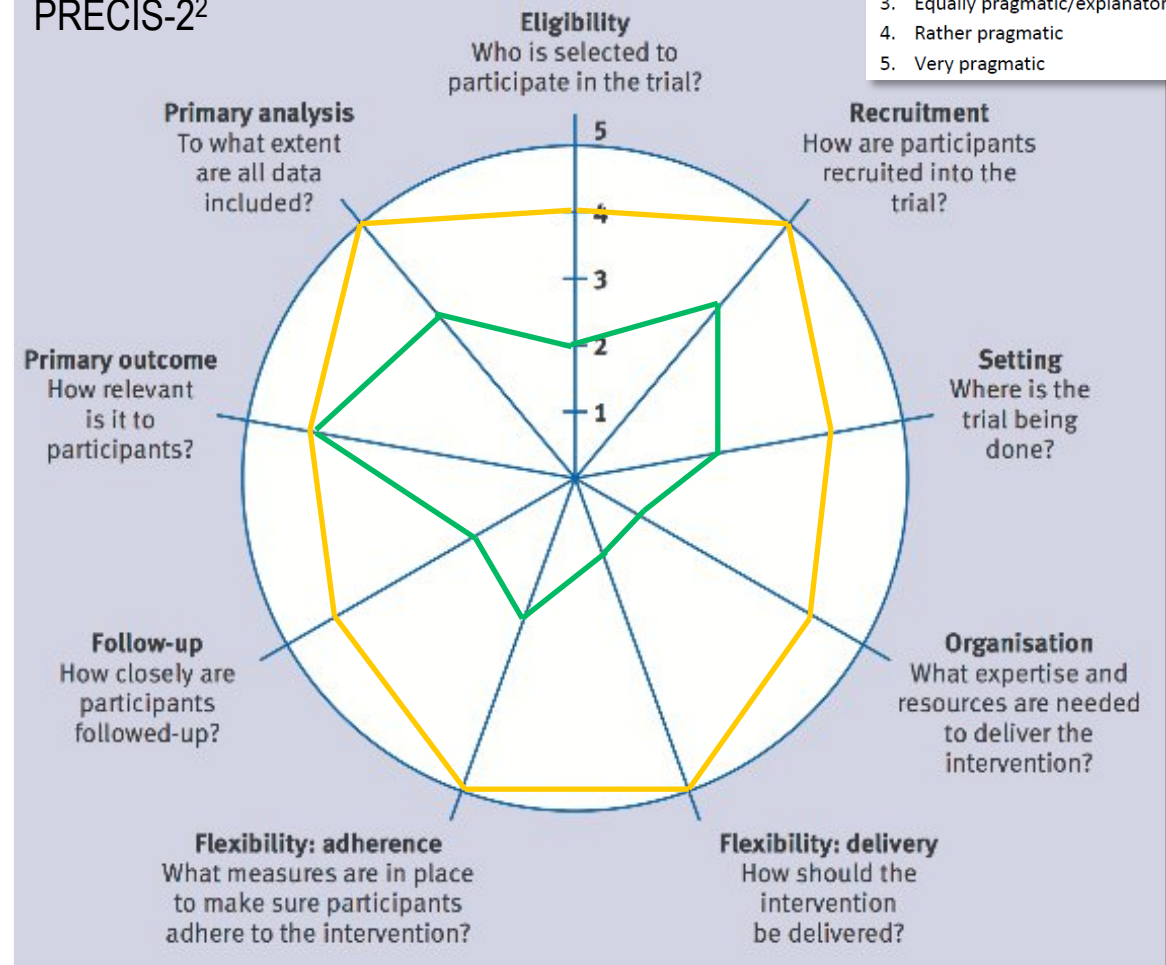 PRECIS-2²
3. Equally pragmatic/explanator
4. Rather pragmatic
5. Very pragmatic
Eligibility
Who is selected to
participate in the trial?
Primary analysis
To what extent
are all data
included?
Recruitment
How are participants
recruited into the
trial?
5
4
3
2
1
Primary outcome
How relevant
is it to
participants?
Setting
Where is the
trial being
done?
Follow-up
How closely are
participants
followed-up?
Organisation
What expertise and
resources are needed
to deliver the
intervention?
Flexibility: adherence
What measures are in place
to make sure participants
adhere to the intervention?
Flexibility: delivery
How should the
intervention
be delivered?